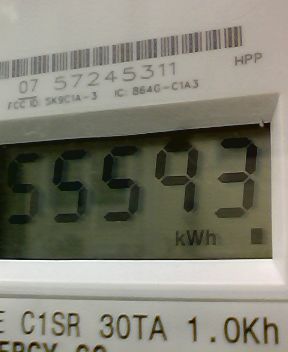 HPP
07 57245311
FCC ID: SK9C1A-3 IC: 864G-C1A3
55593
kWh
C1SR 30TA 1.0Kh